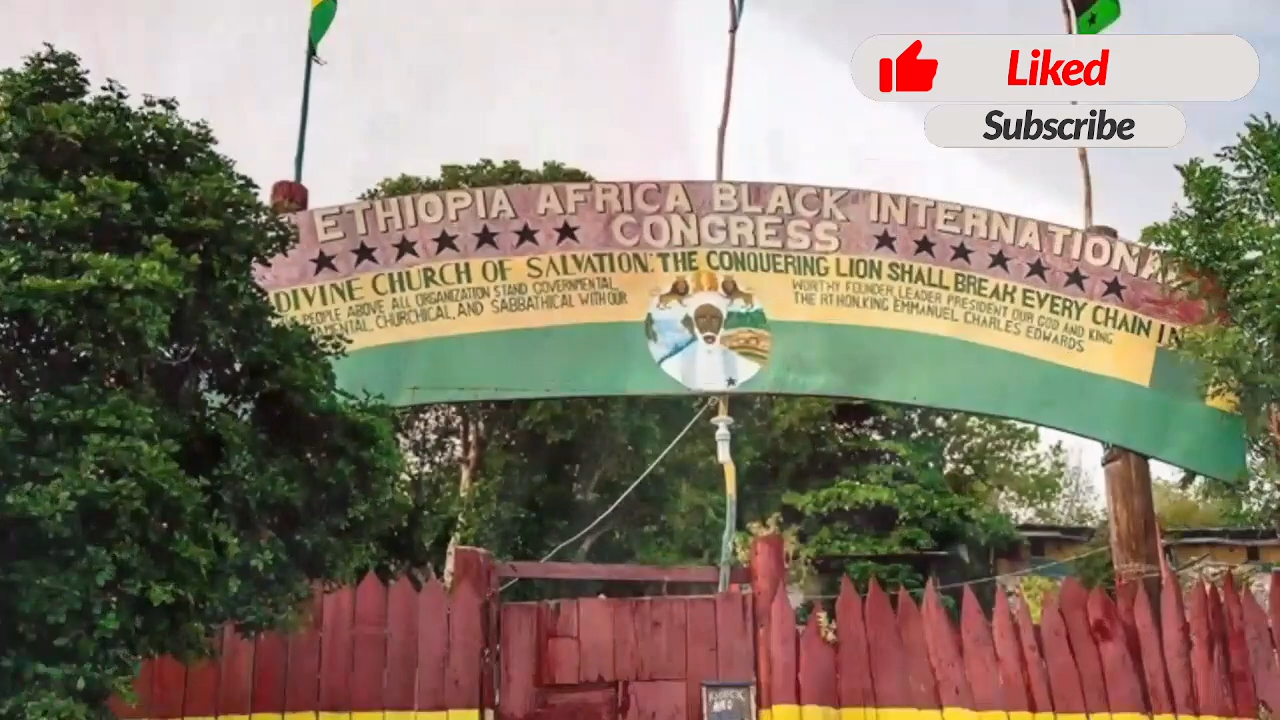 Liked
Subscribe
ETHIOPIA AFRICA BLACK INTERNATIONAL
CONGRESS
DIVINE CHURCH OF SALVATION: THE CONQUERING LION SHALL BREAK EVERY CHAIN IN
PEOPLE ABOVE ALL ORGANIZATION STAND GOVERNMENTAL,
CHURCHICAL, AND SABBATHICAL WITH OUR
WORTHY FOUNDER, LEADER PRESIDENT OUR GOD AND KING
THE RT HON. KING EMMANUEL CHARLES EDWARDS